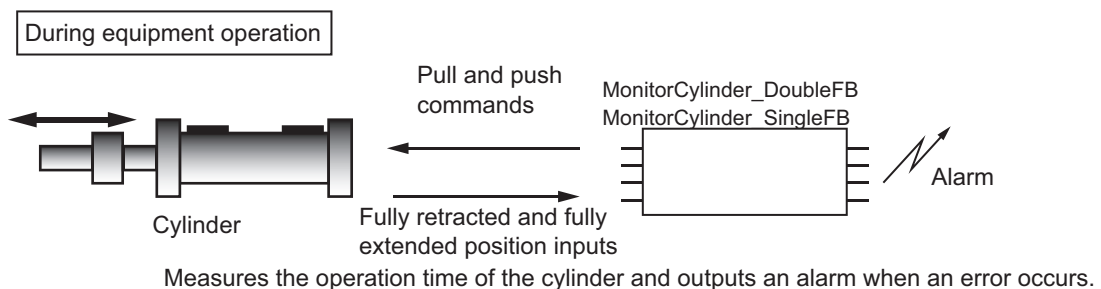 During equipment operation
Pull and push
commands
MonitorCylinder_DoubleFB
MonitorCylinder_SingleFB
Alarm
Cylinder
Fully retracted and fully
extended position inputs
Measures the operation time of the cylinder and outputs an alarm when an error occurs.